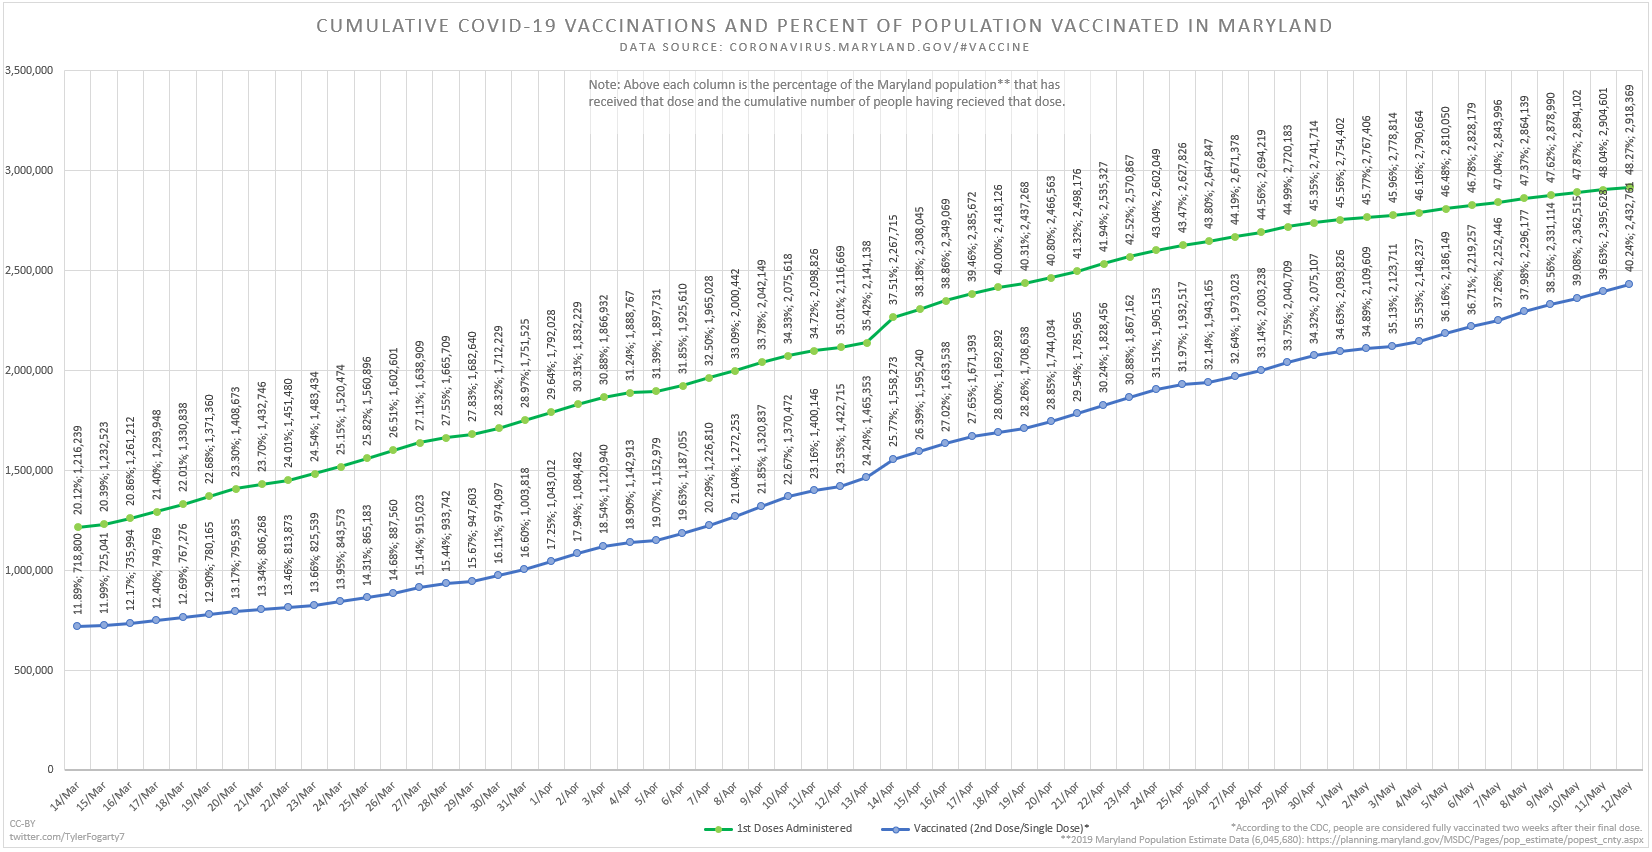 CUMULATIVE COVID-19 VACCINATIONS AND PERCENT OF POPULATION VACCINATED IN MARYLAND
DATA SOURCE: CORONAVIRUS.MARYLAND.GOV/#VACCINE
Note: Above each column is the percentage of the Maryland population** that has
received that dose and the cumulative number of people having recieved that dose.
3,500,000
3,000,000
2,500,000
2,000,000
1,500,000
1,000,000
500,000
0
20.12%; 1,216,239
20.39%; 1,232,523
20.86%; 1,261,212
21.40%; 1,293,948
22.01% 1,330,838
22.68% 1,371,360
23.30%; 1,408,673
23.70%; 1,432,746
24.01% 1,451,480
24.54%; 1,483,434
25.15%; 1,520,474
25.82% 1,560,896
26.51%; 1,602,601
27.11%; 1,638,909
27.55% 1,665,709
27.83%; 1,682,640
28.32%; 1,712,229
28.97%; 1,751,525
29.64%; 1,792,028
30.31%; 1,832,229
30.88%; 1,866,932
31.24%; 1,888,767
31.39%; 1,897,731
31.85% 1,925,610
32.50%; 1,965,028
33.09%; 2,000,442
33.78%; 2,042,149
34.33%; 2,075,618
34.72%; 2,098,826
35.01% 2,116,669
35.42%; 2,141,138
37.51%; 2,267,715
38.18%; 2,308,045
38.86%; 2,349,069
39.46%; 2,385,672
40.00%; 2,418,126
40.31%; 2,437,268
40.80%; 2,466,563
41.32%; 2,498,176
41.94%; 2,535,327
42.52%; 2,570,867
43.04%; 2,602,049
43.47%; 2,627,826
43.80%; 2,647,847
44.19%; 2,671,378
44.56%; 2,694,219
44.99%; 2,720,183
45.35%; 2,741,714
45.56%; 2,754,402
45.77%; 2,767,406
45.96%; 2,778,814
46.16%; 2,790,664
46.48%; 2,810,050
46.78%; 2,828,179
47.04%; 2,843,996
47.37%; 2,864,139
47.62%; 2,878,990
47.87%; 2,894,102
48.04%; 2,904,601
48.27%; 2,918,369
11.89%; 718,800
11.99%; 725,041
12.17%; 735,994
12.40%; 749,769
12.69%; 767,276
12.90%; 780,165
13.17%; 795,935
13.34%; 806,268
13.46%; 813,873
13.66%; 825,539
13.95%; 843,573
14.31%; 865,183
14.68%; 887,560
15.14%; 915,023
15.44%; 933,742
15.67%; 947,603
16.11%; 974,097
16.60%; 1,003,818
17.25%; 1,043,012
17.94%; 1,084,482
18.54%; 1,120,940
18.90%; 1,142,913
19.07%; 1,152,979
19.63%; 1,187,055
20.29%; 1,226,810
21.04%; 1,272,253
21.85% 1,320,837
22.67%; 1,370,472
23.16%; 1,400,146
23.53%; 1,422,715
24.24%; 1,465,353
25.77%; 1,558,273
26.39%; 1,595,240
27.02%; 1,633,538
27.65%; 1,671,393
28.00%; 1,692,892
28.26%; 1,708,638
28.85%; 1,744,034
29.54%; 1,785,965
30.24%; 1,828,456
30.88%; 1,867,162
31.51%; 1,905,153
31.97%; 1,932,517
32.14%; 1,943,165
32.64%; 1,973,023
33.14%; 2,003,238
33.75%; 2,040,709
34.32%; 2,075,107
34.63%; 2,093,826
34.89%; 2,109,609
35.13%; 2,123,711
35.53%; 2,148,237
36.16%; 2,186,149
36.71%; 2,219,257
37.26%; 2,252,446
37.98%; 2,296,177
38.56%; 2,331,114
39.08%; 2,362,515
39.63%; 2,395,628
40.24%; 2,432,761
14/Mar
15/Mar
16/Mar
17/Mar
18/Mar
19/Mar
20/Mar
21/Mar
22/Mar
23/Mar
24/Mar
25/Mar
26/Mar
27/Mar
28/Mar
29/Mar
30/Mar
31/Mar
1/Apr
2/Apr
3/Apr
4/Apr
5/Apr
6/Apr
7/Apr
8/Apr
9/Apr
10/Apr
11/Apr
12/Apr
13/Apr
14/Apr
15/Apr
16/Apr
17/Apr
18/Apr
19/Apr
20/Apr
21/Apr
22/Apr
23/Apr
24/Apr
25/Apr
26/Apr
27/Apr
28/Apr
29/Apr
30/Apr
1/May
2/May
3/May
4/May
5/May
6/May
7/May
8/May
9/May
10/May
11/May
12/May
CC-BY
twitter.com/TylerFogarty7
1st Doses Administered
Vaccinated (2nd Dose/Single Dose)*
*According to the CDC, people are considered fully vaccinated two weeks after their final dose.
**2019 Maryland Population Estimate Data (6,045,680): https://planning.maryland.gov/MSDC/Pages/pop_estimate/popest_cnty.aspx